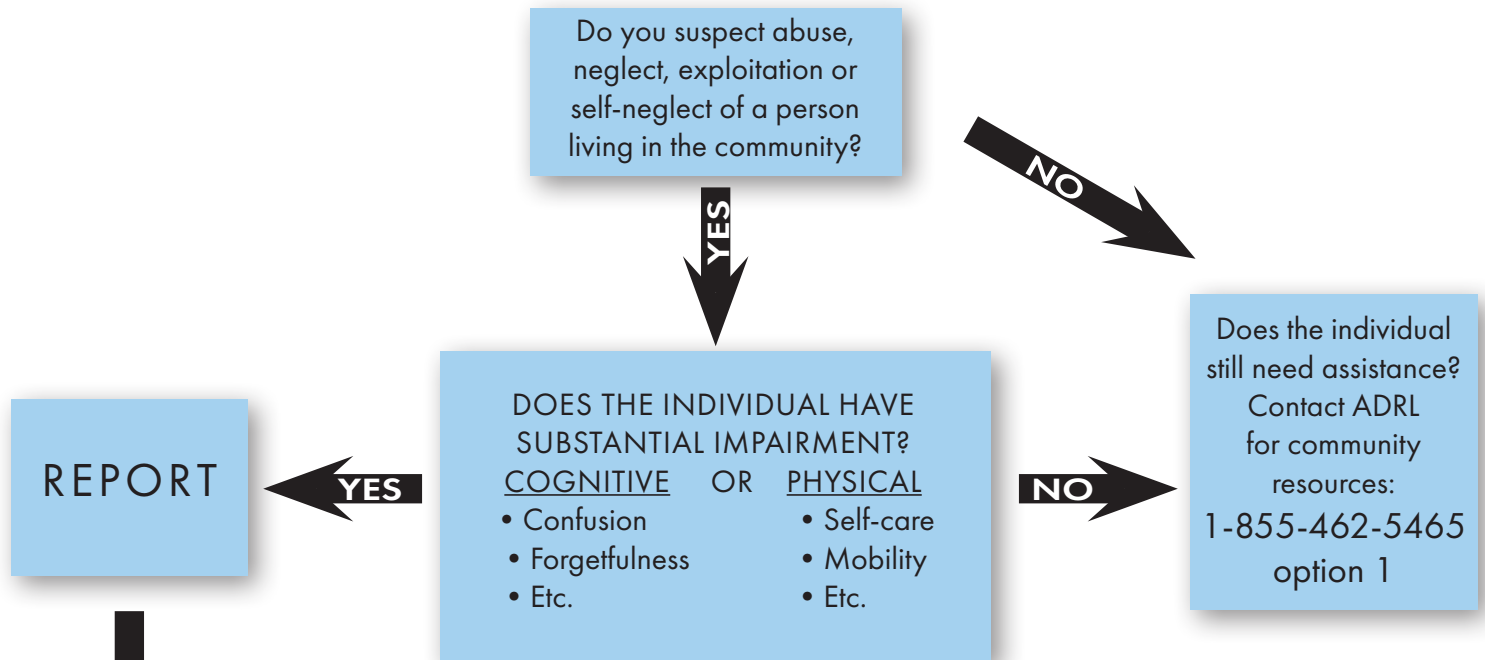 Do you suspect abuse,
neglect, exploitation or
self-neglect of a person
living in the community?
NO
YES
DOES THE INDIVIDUAL HAVE
SUBSTANTIAL IMPAIRMENT?
COGNITIVE OR PHYSICAL
• Confusion • Self-care
• Forgetfulness • Mobility
• Etc. • Etc.
YES
REPORT
NO
Does the individual
still need assistance?
Contact ADRL
for community
resources:
1-855-462-5465
option 1